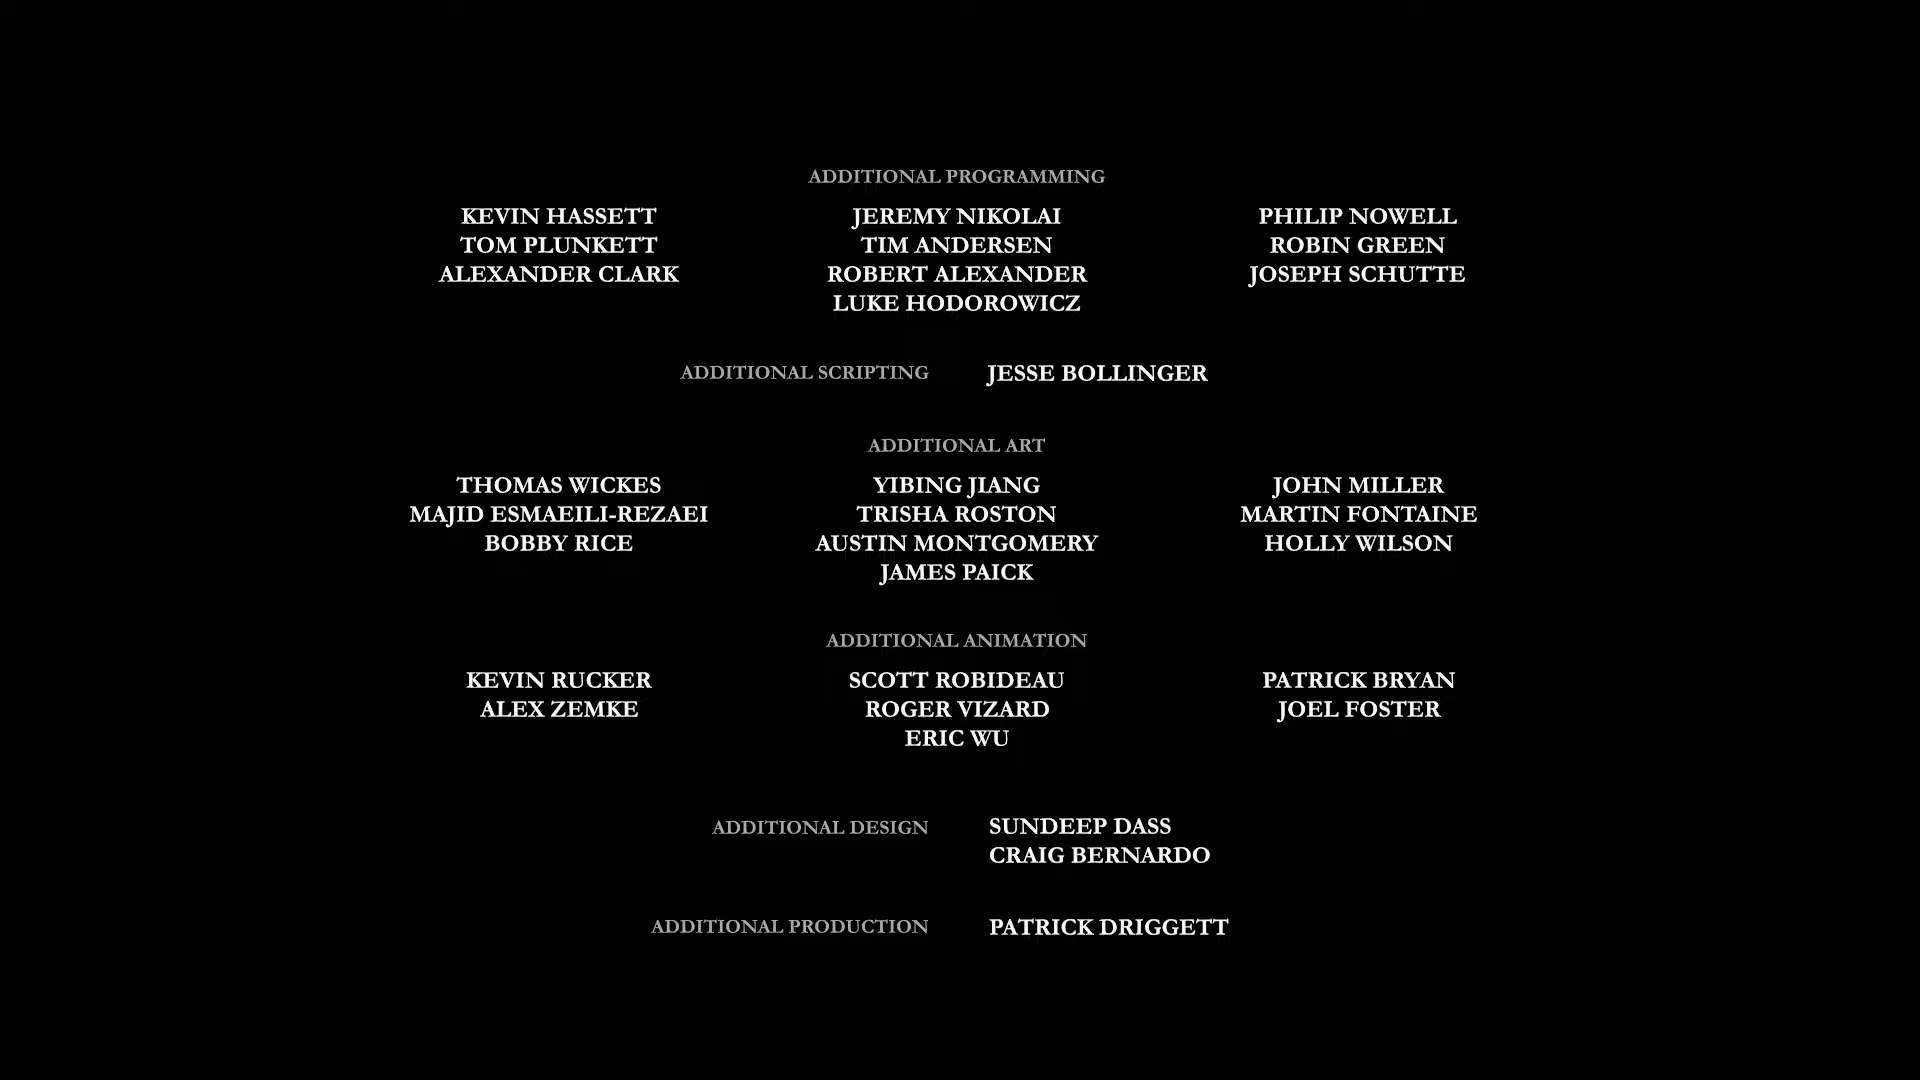 ADDITIONAL PROGRAMMING
KEVIN HASSETT JEREMY NIKOLAI PHILIP NOWELL
TOM PLUNKETT TIM ANDERSEN ROBIN GREEN
ALEXANDER CLARK ROBERT ALEXANDER JOSEPH SCHUTTE
LUKE HODOROWICZ
ADDITIONAL SCRIPTING JESSE BOLLINGER
ADDITIONAL ART
THOMAS WICKES YIBING JIANG JOHN MILLER
MAJID ESMAEILI-REZAEI TRISHA ROSTON MARTIN FONTAINE
BOBBY RICE AUSTIN MONTGOMERY HOLLY WILSON
JAMES PAICK
ADDITIONAL ANIMATION
KEVIN RUCKER SCOTT ROBIDEAU PATRICK BRYAN
ALEX ZEMKE ROGER VIZARD JOEL FOSTER
ERIC WU
ADDITIONAL DESIGN SUNDEEP DASS
CRAIG BERNARDO
ADDITIONAL PRODUCTION PATRICK DRIGGETT